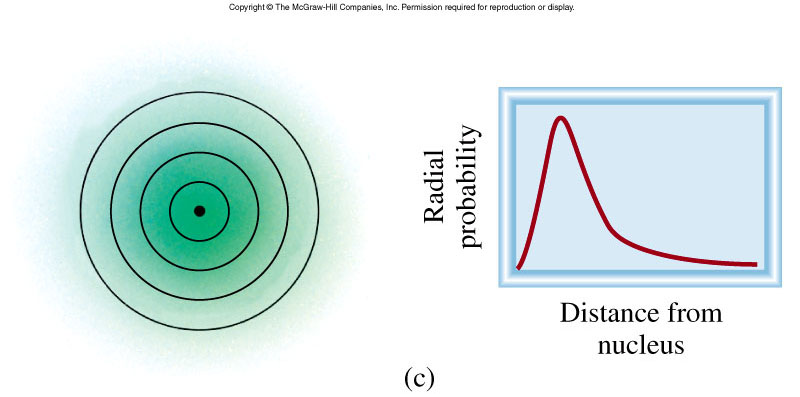 Copyright © The McGraw-Hill Companies, Inc. Permission required for reproduction or display.
Radial
probability
Distance from
nucleus
(c)